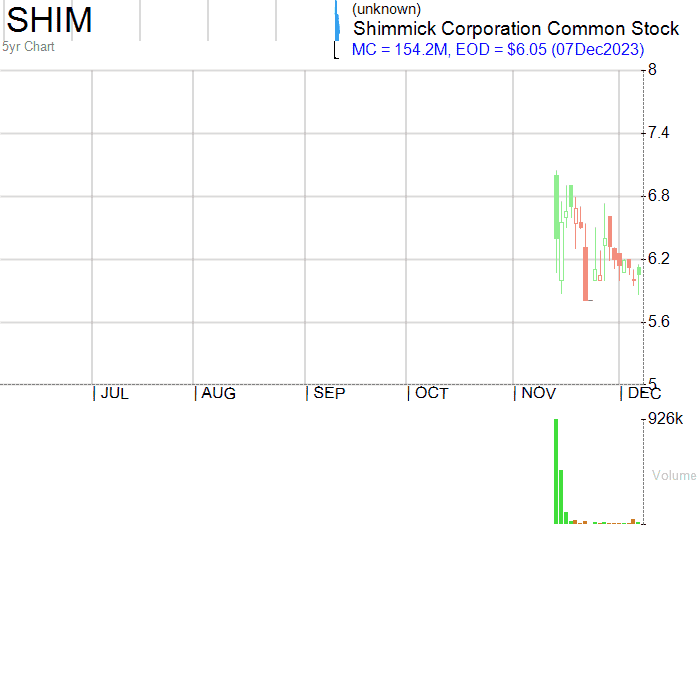 SHIM
5yr Chart
(unknown)
Shimmick Corporation Common Stock
MC = 154.2M, EOD = $6.05 (07Dec2023)
8
7.4
6.8
6.2
5.6
5
JUL AUG SEP OCT NOV DEC
926k
Volume